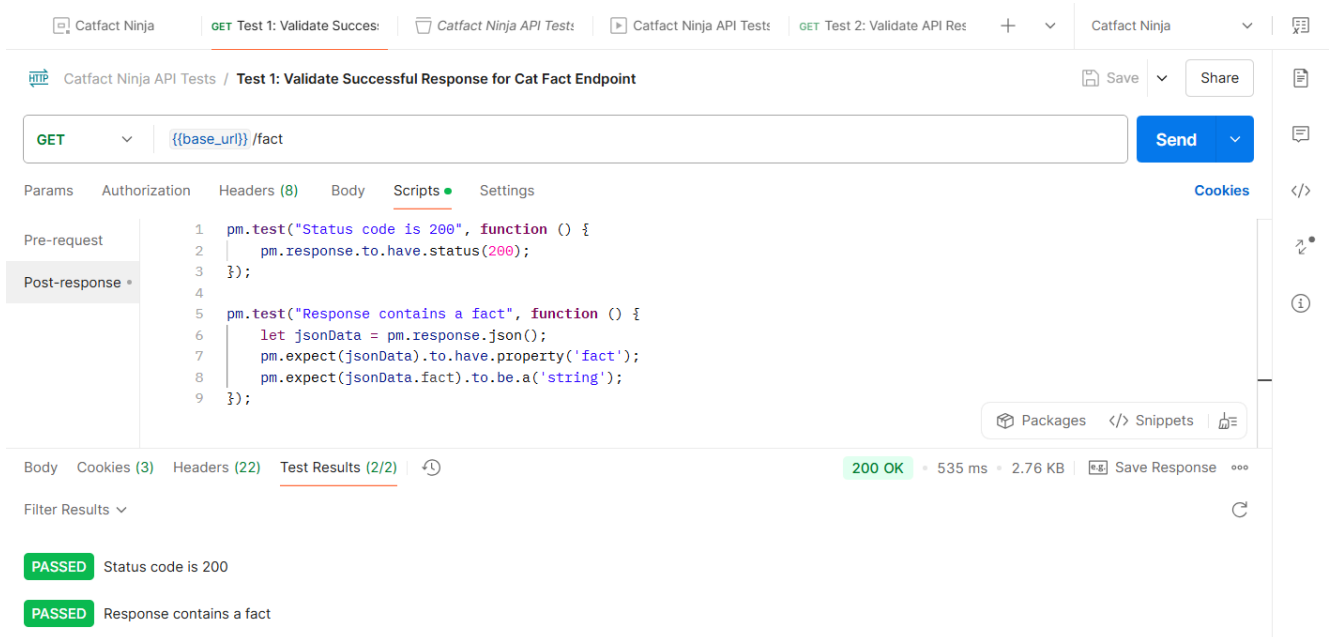 Catfact Ninja
GET Test 1: Validate Succes
Catfact Ninja API Tests
Catfact Ninja API Tests
GET Test 2: Validate API Res
Catfact Ninja
HTTP Catfact Ninja API Tests / Test 1: Validate Successful Response for Cat Fact Endpoint
Save
Share
GET
{{base_url}} /fact
Send
Params Authorization Headers (8) Body Scripts Settings
Cookies
Pre-request
Post-response
1 pm.test("Status code is 200", function () {
2 pm.response.to.have.status(200);
3 });
4
5 pm.test("Response contains a fact", function () {
6 let jsonData = pm.response.json();
7 pm.expect(jsonData).to.have.property('fact');
8 pm.expect(jsonData.fact).to.be.a('string');
9 });
Packages </> Snippets
Body Cookies (3) Headers (22) Test Results (2/2)
200 OK • 535 ms • 2.76 KB e.g. Save Response
Filter Results
PASSED Status code is 200
PASSED Response contains a fact